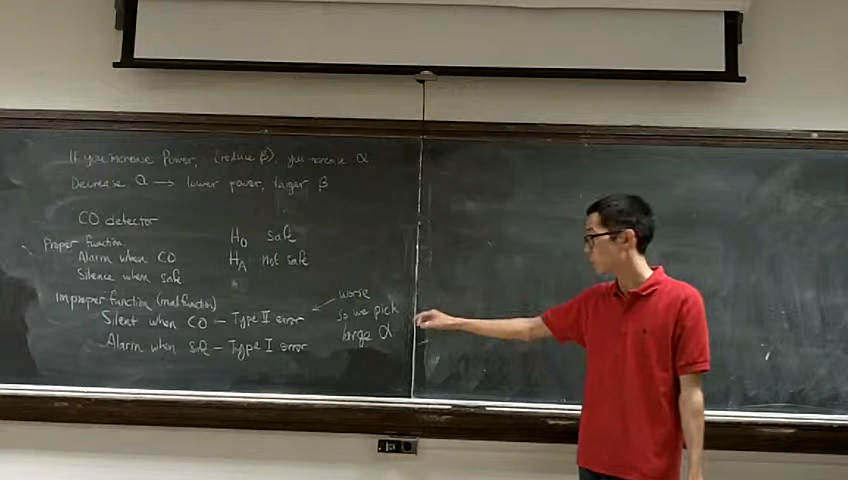 If you increase Power, (reduce β), you increase α
Decrease α → lower power, larger β
CO detector
Proper function
Alarm when CO
Silence when safe
H0 safe
HA not safe
Improper function (malfunction)
Silent when CO - Type II error
Alarm when safe - Type I error
worse
so we pick
large α